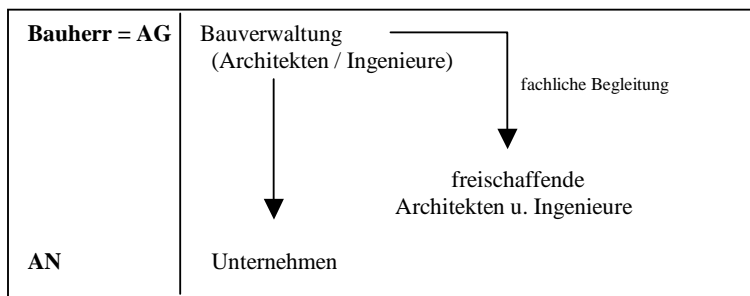 Bauherr = AG Bauverwaltung
(Architekten / Ingenieure)
fachliche Begleitung
freischaffende
Architekten u. Ingenieure
AN Unternehmen